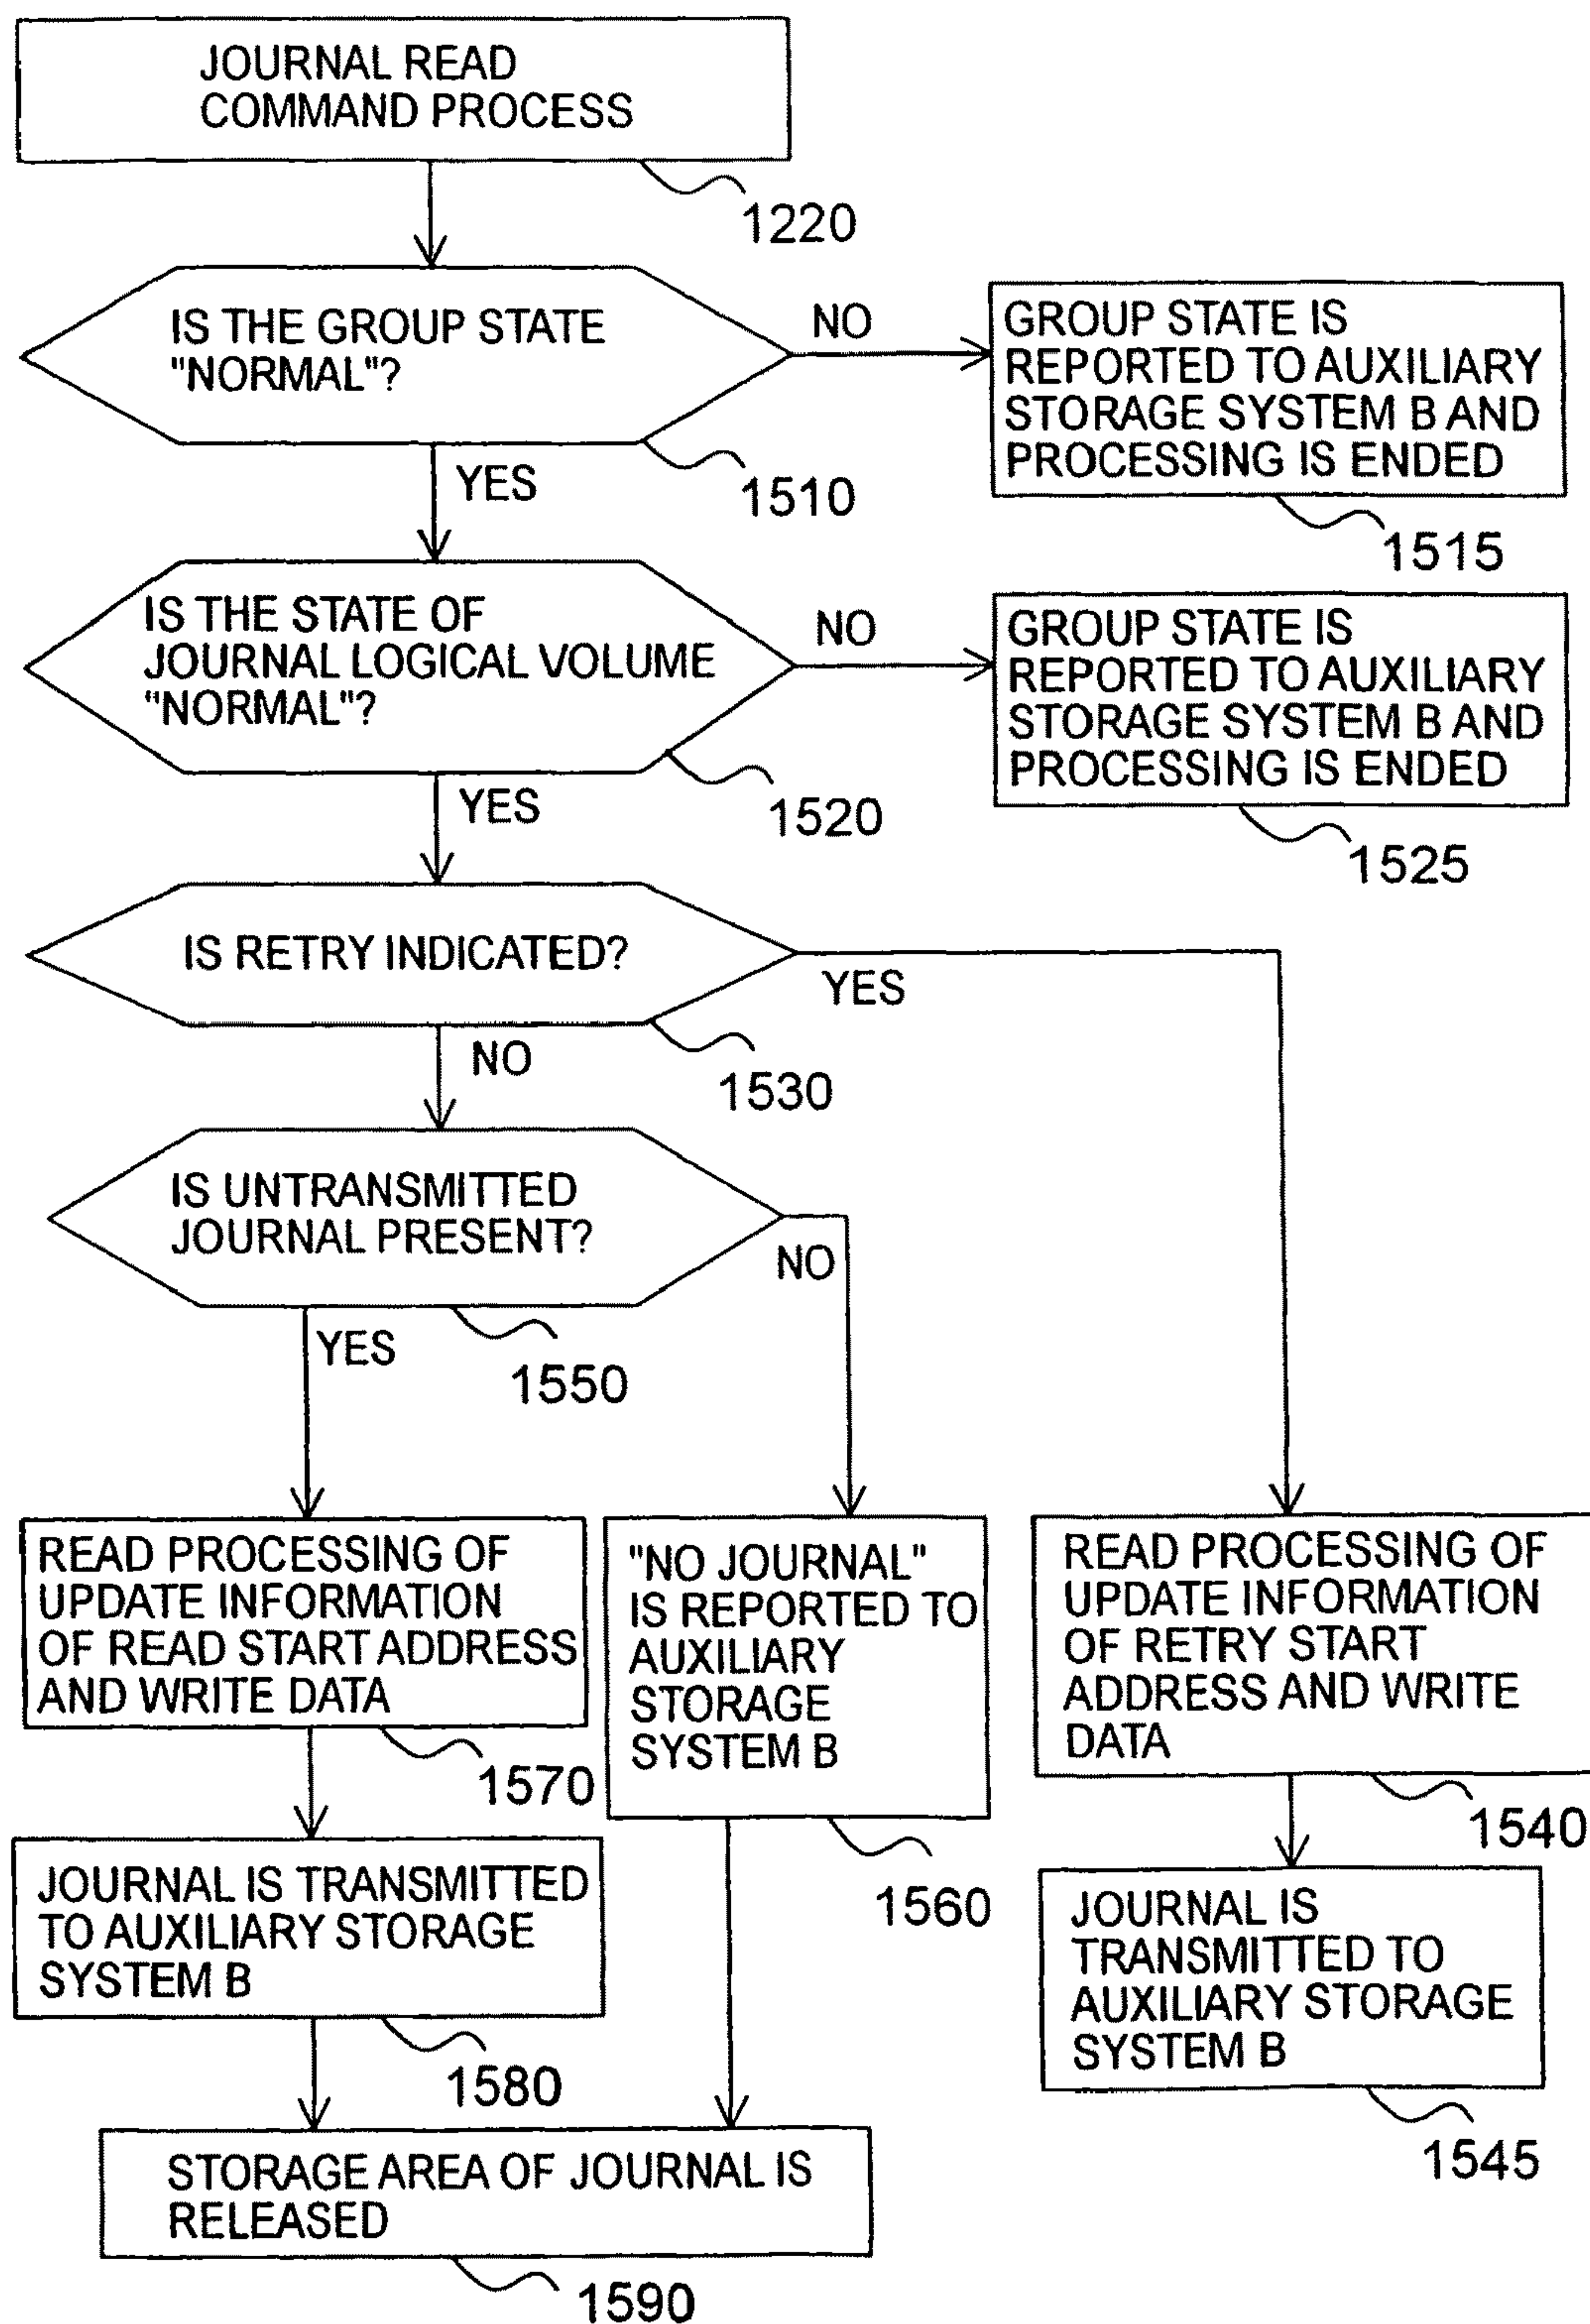 JOURNAL READ
COMMAND PROCESS
1220
IS THE GROUP STATE
"NORMAL"?
NO
GROUP STATE IS
REPORTED TO AUXILIARY
STORAGE SYSTEM B AND
PROCESSING IS ENDED
YES
1510
1515
IS THE STATE OF
JOURNAL LOGICAL VOLUME
"NORMAL"?
NO
GROUP STATE IS
REPORTED TO AUXILIARY
STORAGE SYSTEM B AND
PROCESSING IS ENDED
YES
1520
1525
IS RETRY INDICATED?
YES
NO
1530
IS UNTRANSMITTED
JOURNAL PRESENT?
NO
YES
1550
READ PROCESSING OF
UPDATE INFORMATION
OF READ START ADDRESS
AND WRITE DATA
1570
"NO JOURNAL"
IS REPORTED TO
AUXILIARY
STORAGE
SYSTEM B
1560
READ PROCESSING OF
UPDATE INFORMATION
OF RETRY START
ADDRESS AND WRITE
DATA
1540
JOURNAL IS TRANSMITTED
TO AUXILIARY STORAGE
SYSTEM B
1580
JOURNAL IS
TRANSMITTED TO
AUXILIARY STORAGE
SYSTEM B
1545
STORAGE AREA OF JOURNAL IS
RELEASED
1590